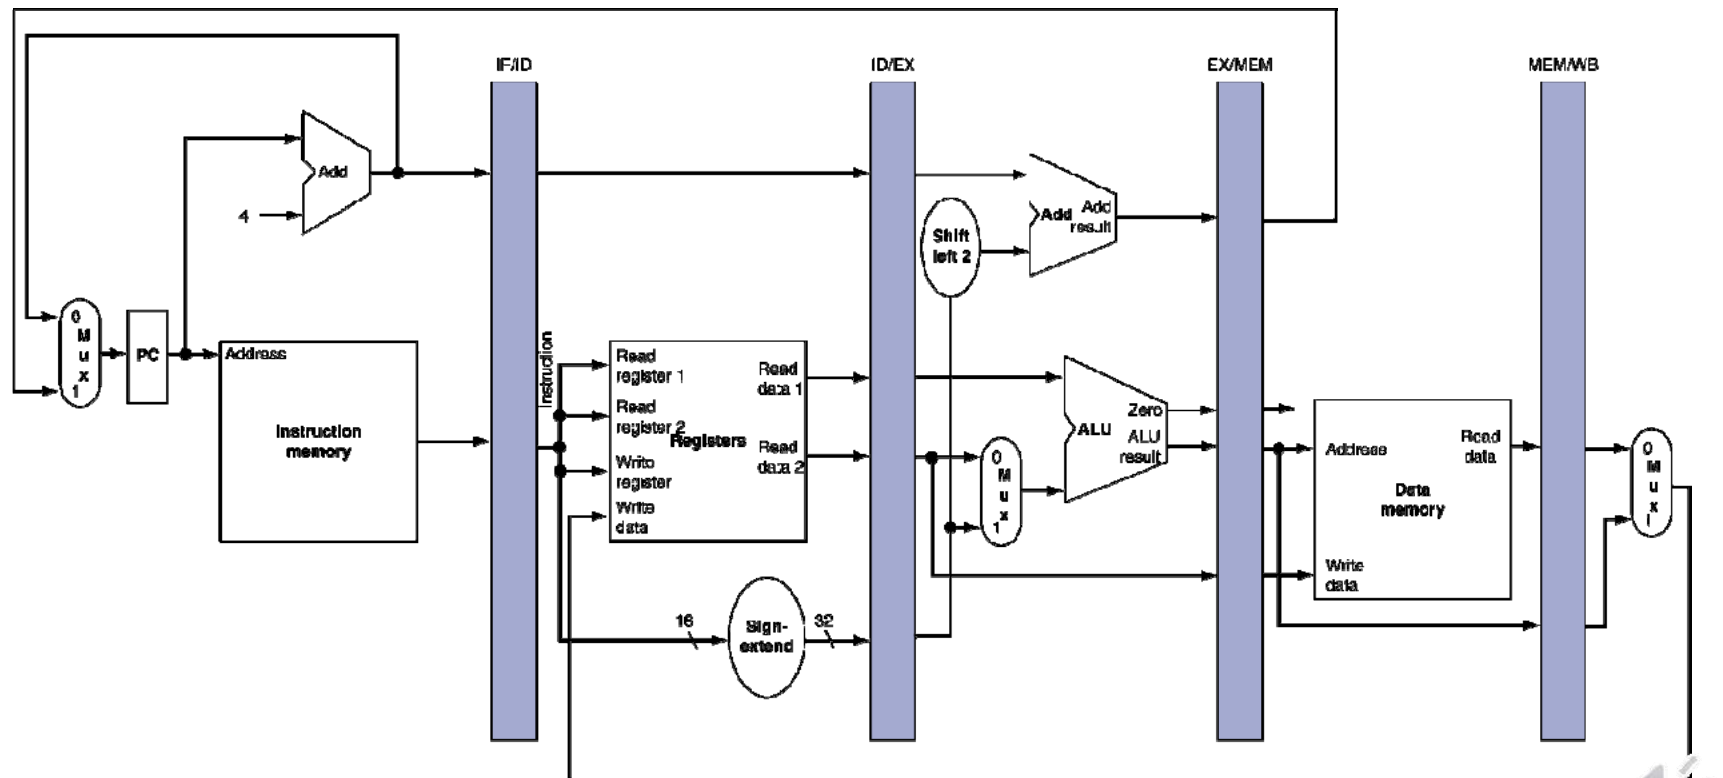 IF/ID
ID/EX
EX/MEM
MEM/WB
Add
4
Shift
left 2
Add
Add
result
0
M
u
x
1
PC
Address
Instruction
memory
Instruction
Read
register 1
Read
register 2
Registers
Write
register
Write
data
Read
data 1
Read
data 2
16
Sign-
extend
32
0
M
u
x
1
Zero
ALU
ALU
result
Address
Read
data
Data
memory
Write
data
0
M
u
x
1